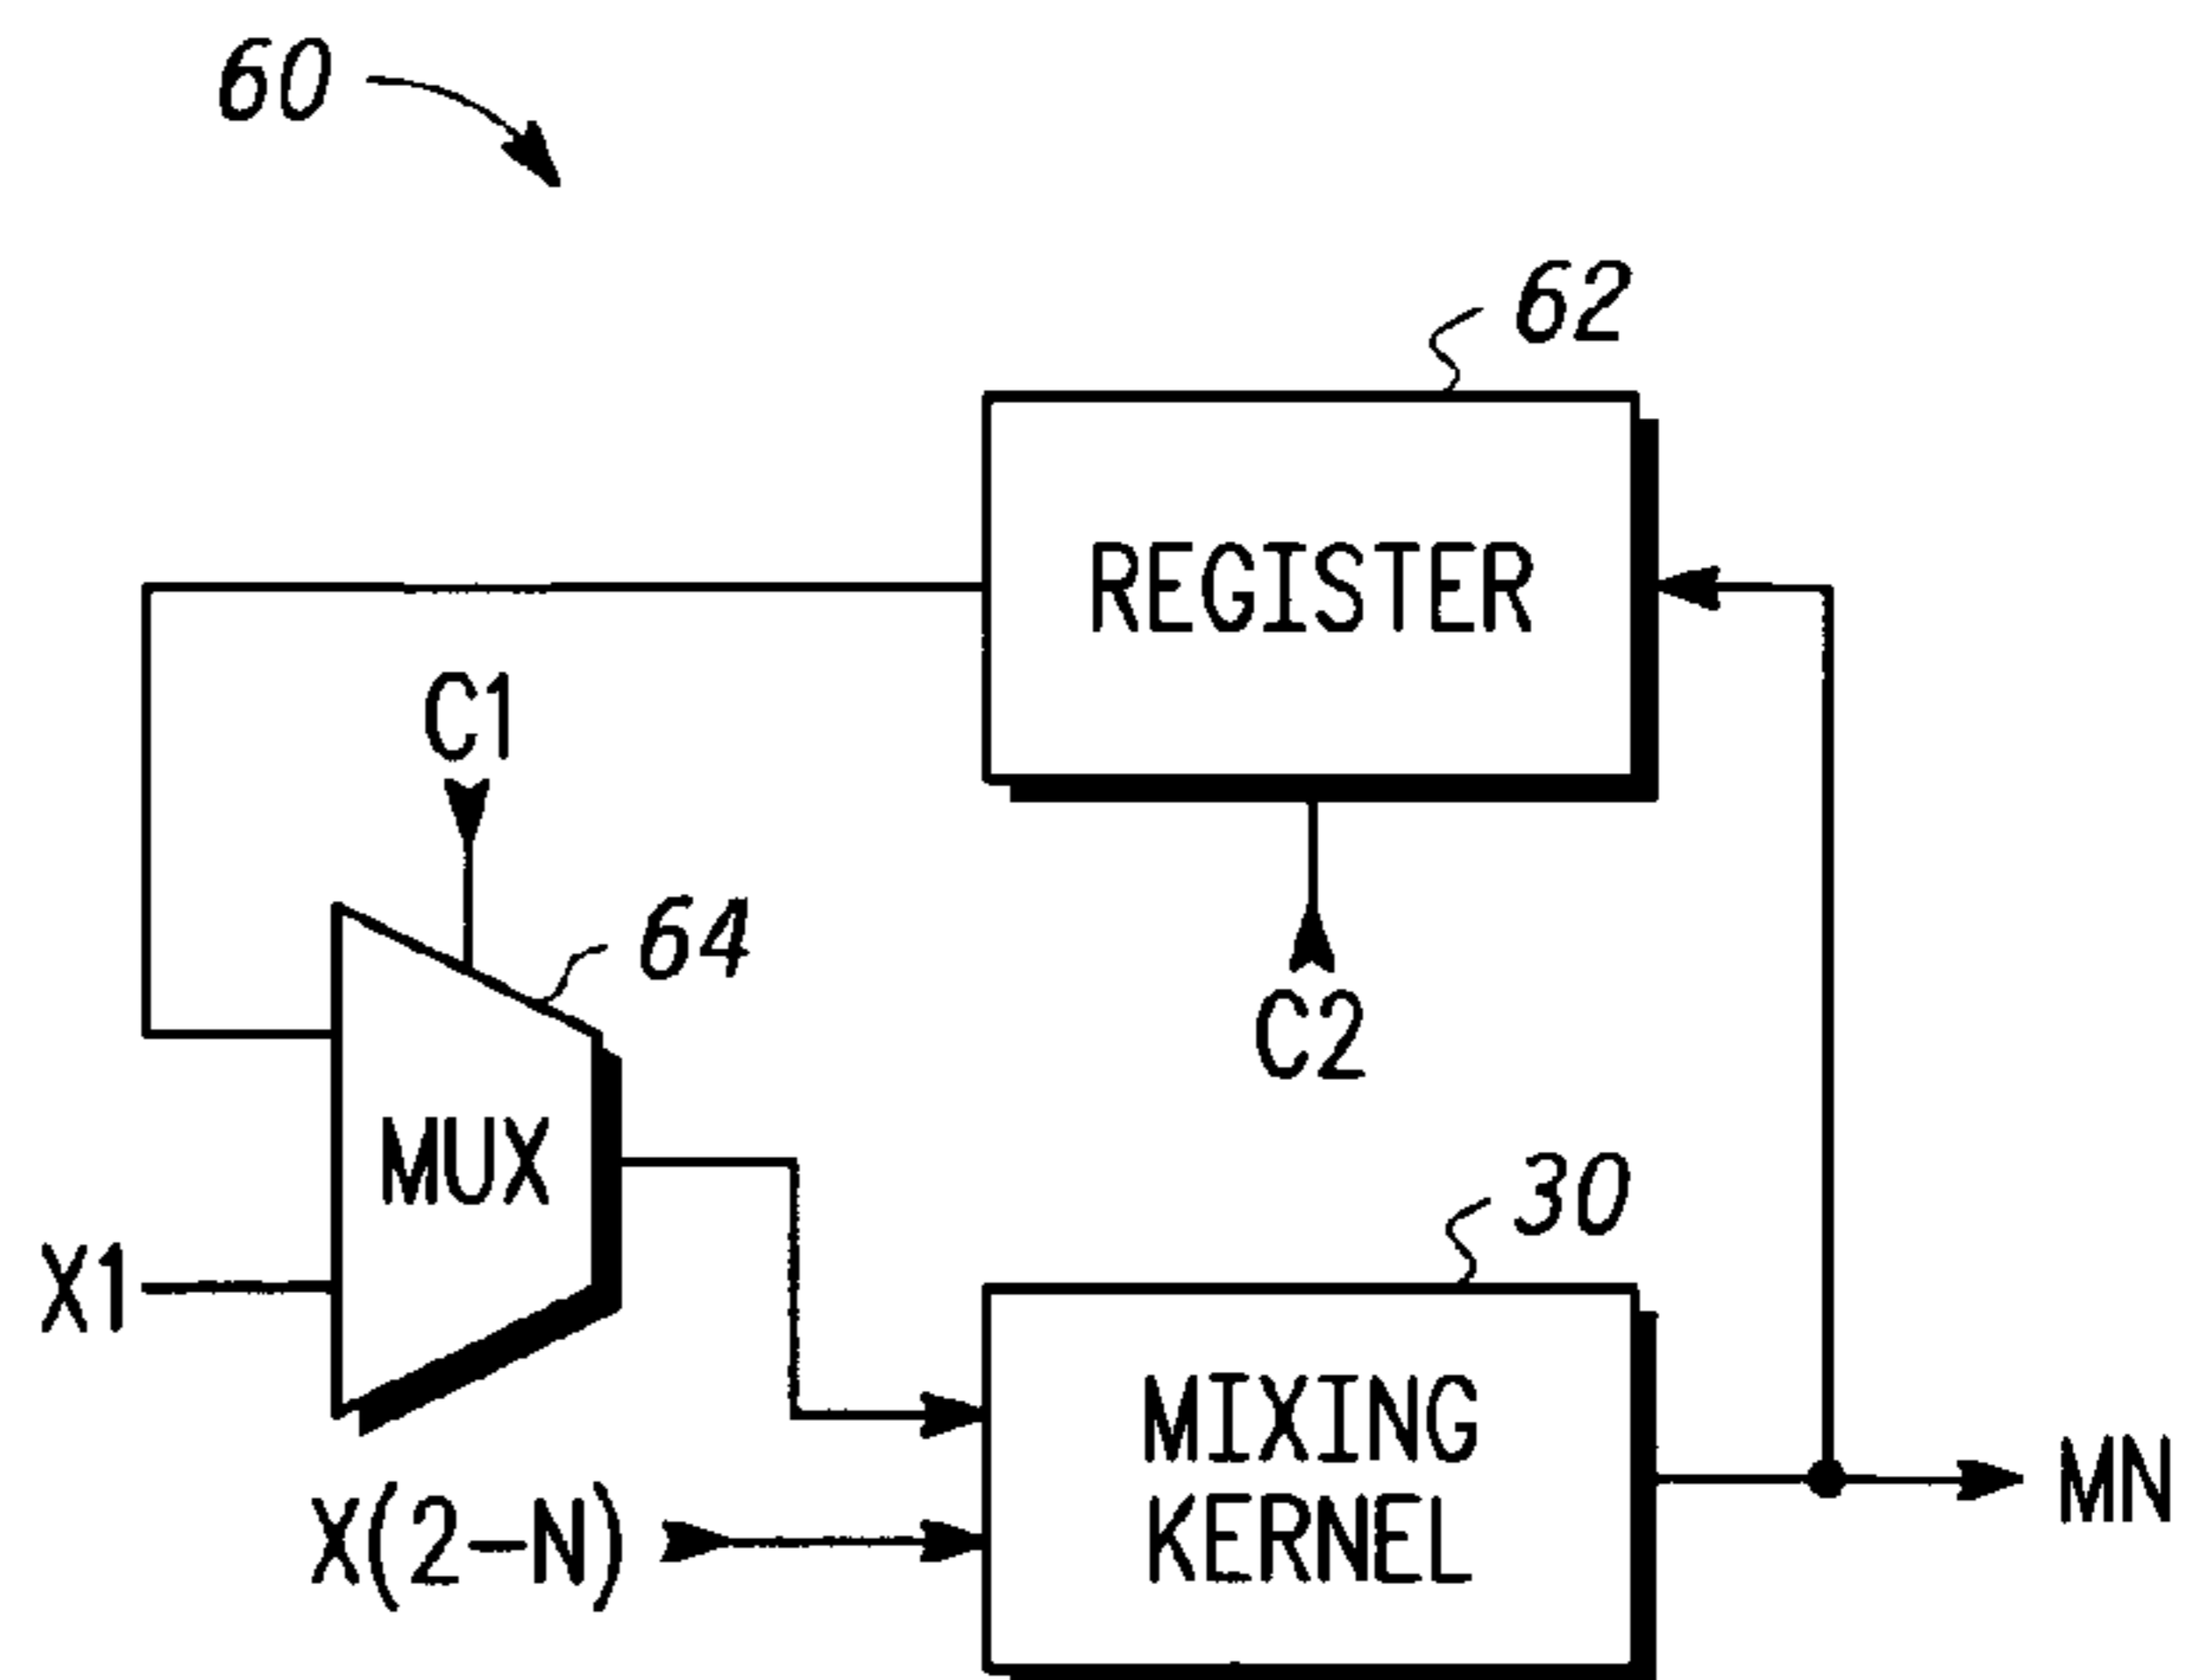 60
62
REGISTER
C1
64
C2
MUX
30
X1
MIXING
KERNEL
MN
X(2-N)